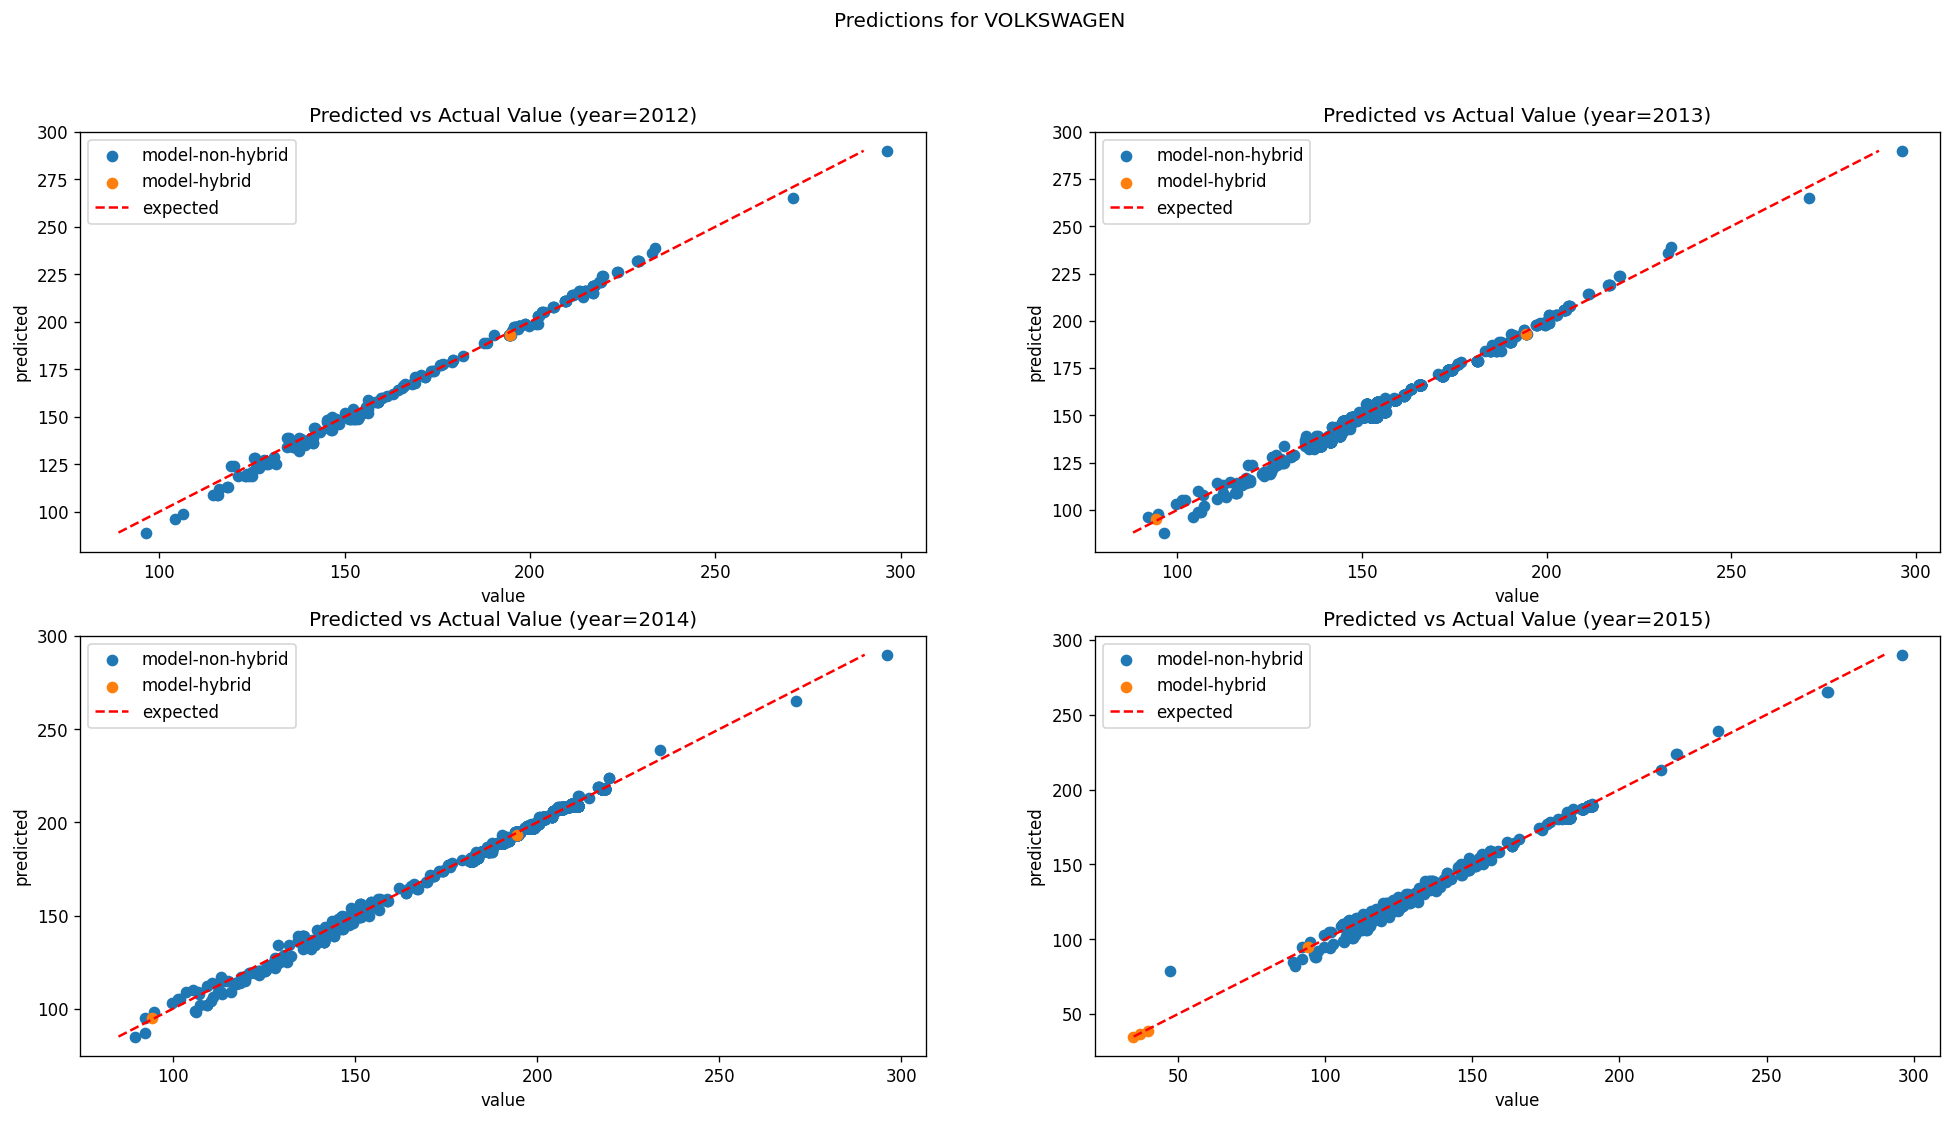 Predictions for VOLKSWAGEN
Predicted vs Actual Value (year=2012)
model-non-hybrid
model-hybrid
expected
300
275
250
225
200
175
150
125
100
predicted
100
150
200
250
300
value
Predicted vs Actual Value (year=2013)
model-non-hybrid
model-hybrid
expected
300
275
250
225
200
175
150
125
100
predicted
100
150
200
250
300
value
Predicted vs Actual Value (year=2014)
model-non-hybrid
model-hybrid
expected
300
250
200
150
100
predicted
100
150
200
250
300
value
Predicted vs Actual Value (year=2015)
model-non-hybrid
model-hybrid
expected
300
250
200
150
100
50
predicted
50
100
150
200
250
300
value